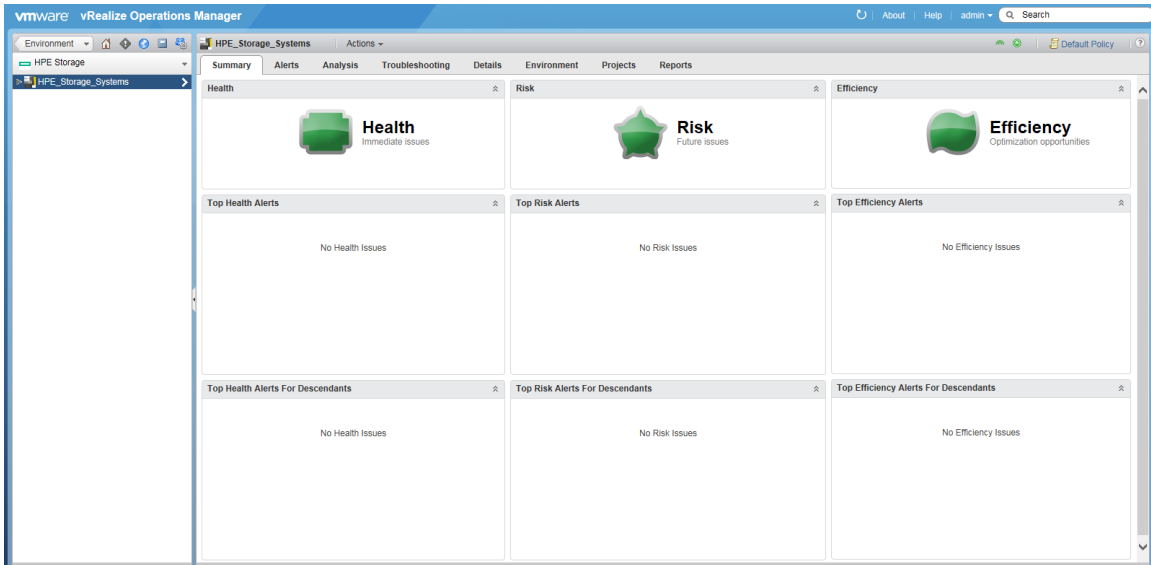 vmware vRealize Operations Manager
About Help admin Search
Environment
HPE_Storage_Systems Actions
Default Policy ?
HPE Storage
HPE_Storage_Systems
Summary Alerts Analysis Troubleshooting Details Environment Projects Reports
Health Risk Efficiency
Health
Immediate issues
Risk
Future issues
Efficiency
Optimization opportunities
Top Health Alerts Top Risk Alerts Top Efficiency Alerts
No Health Issues No Risk Issues No Efficiency Issues
Top Health Alerts For Descendants Top Risk Alerts For Descendants Top Efficiency Alerts For Descendants
No Health Issues No Risk Issues No Efficiency Issues